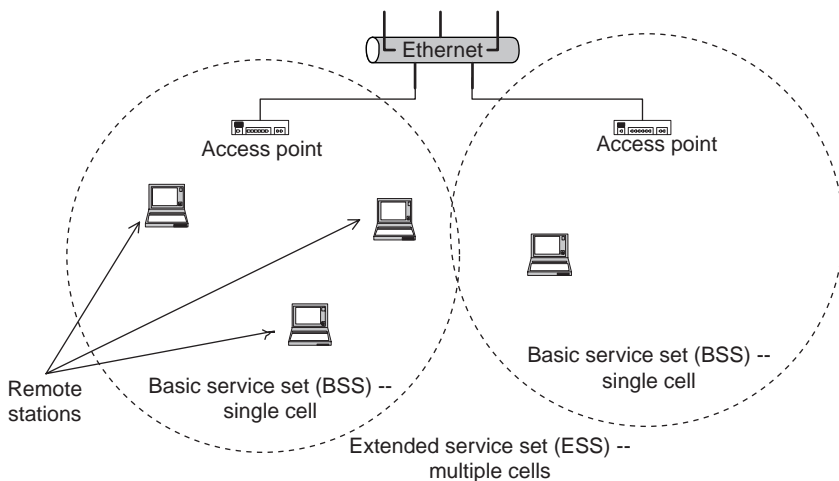 Ethernet
Access point
Access point
Remote
stations
Basic service set (BSS) --
single cell
Basic service set (BSS) --
single cell
Extended service set (ESS) --
multiple cells